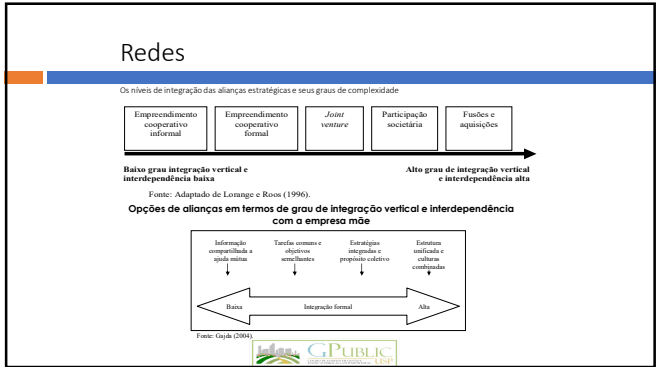 Redes
Os níveis de integração das alianças estratégicas e seus graus de complexidade
Empreendimento
cooperativo
informal
Empreendimento
cooperativo
formal
Joint
venture
Participação
societária
Fusões e
aquisições
Baixo grau integração vertical e
interdependência baixa
Alto grau de integração vertical
e interdependência alta
Fonte: Adaptado de Lorange e Roos (1996).
Opções de alianças em termos de grau de integração vertical e interdependência
com a empresa mãe
Informação
compartilhada a
ajuda mútua
Tarefas comuns e
objetivos
semelhantes
Estratégias
integradas e
propósito coletivo
Estrutura
unificada e
culturas
combinadas
Baixa
Integração formal
Alta
Fonte: Gajda (2004).
GPUBLIC
USP